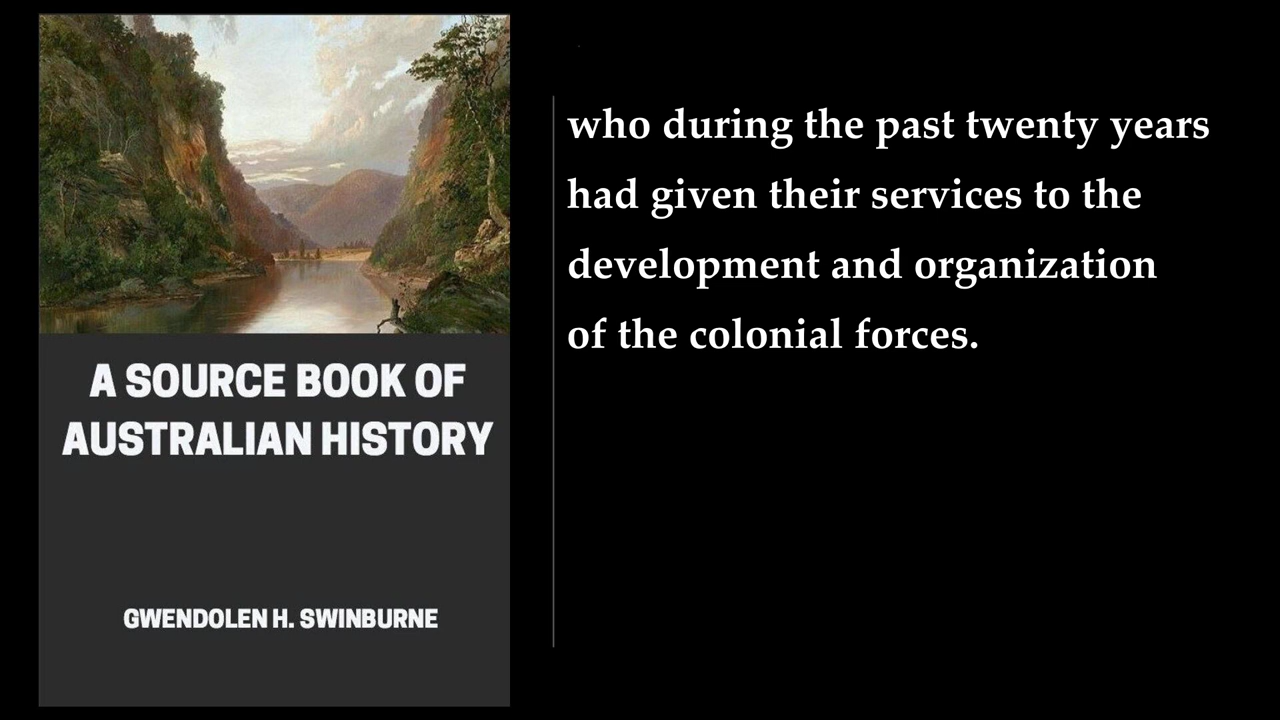 A SOURCE BOOK OF
AUSTRALIAN HISTORY
GWENDOLEN H. SWINBURNE
who during the past twenty years
had given their services to the
development and organization
of the colonial forces.